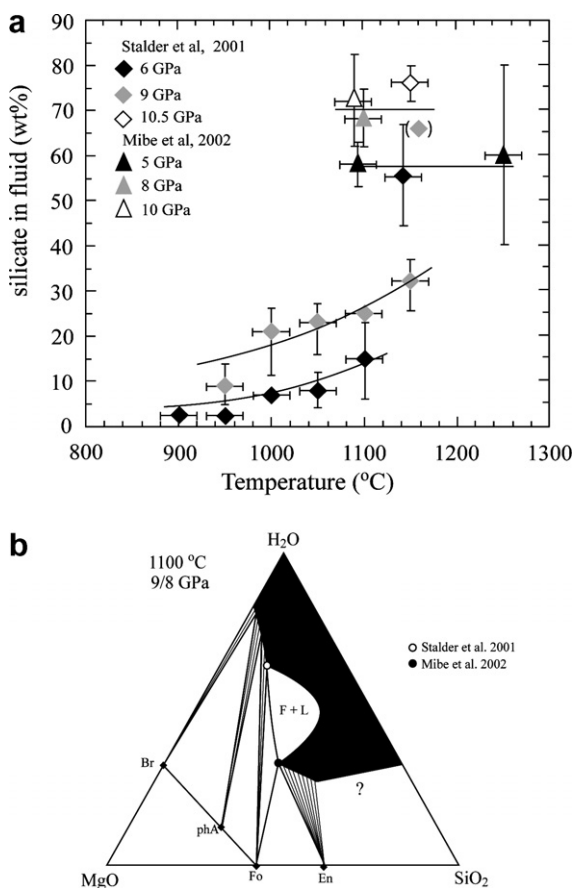 a
Stalder et al, 2001
6 GPa
9 GPa
10.5 GPa
Mibe et al, 2002
5 GPa
8 GPa
10 GPa
( )
silicate in fluid (wt%)
90
80
70
60
50
40
30
20
10
0
800 900 1000 1100 1200 1300
Temperature (°C)
b
H₂O
1100 °C
9/8 GPa
Stalder et al. 2001
Mibe et al. 2002
F + L
Br
?
phA
MgO Fo En SiO₂